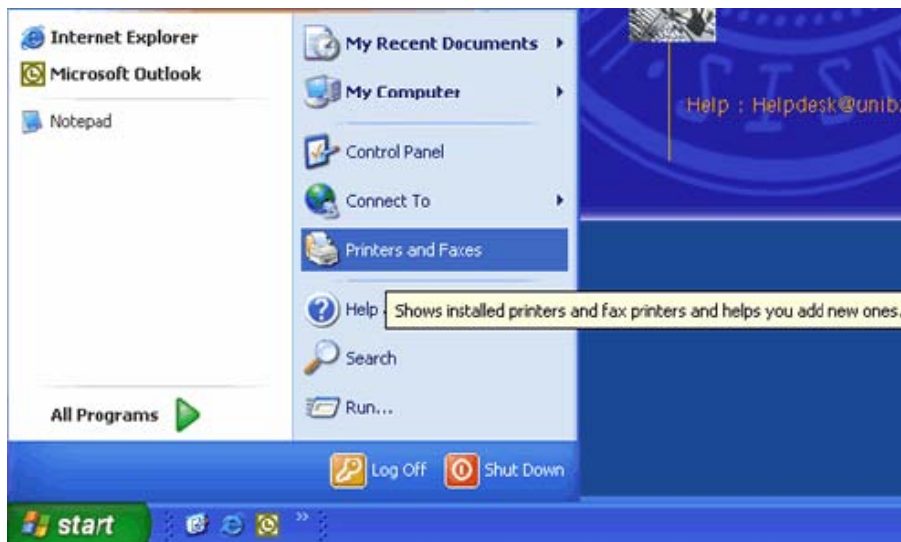 Internet Explorer
Microsoft Outlook
Notepad
All Programs
My Recent Documents
My Computer
Control Panel
Connect To
Printers and Faxes
Help
Shows installed printers and fax printers and helps you add new ones.
Search
Run...
Log Off
Shut Down
start
SISN
Help : Helpdesk@unib